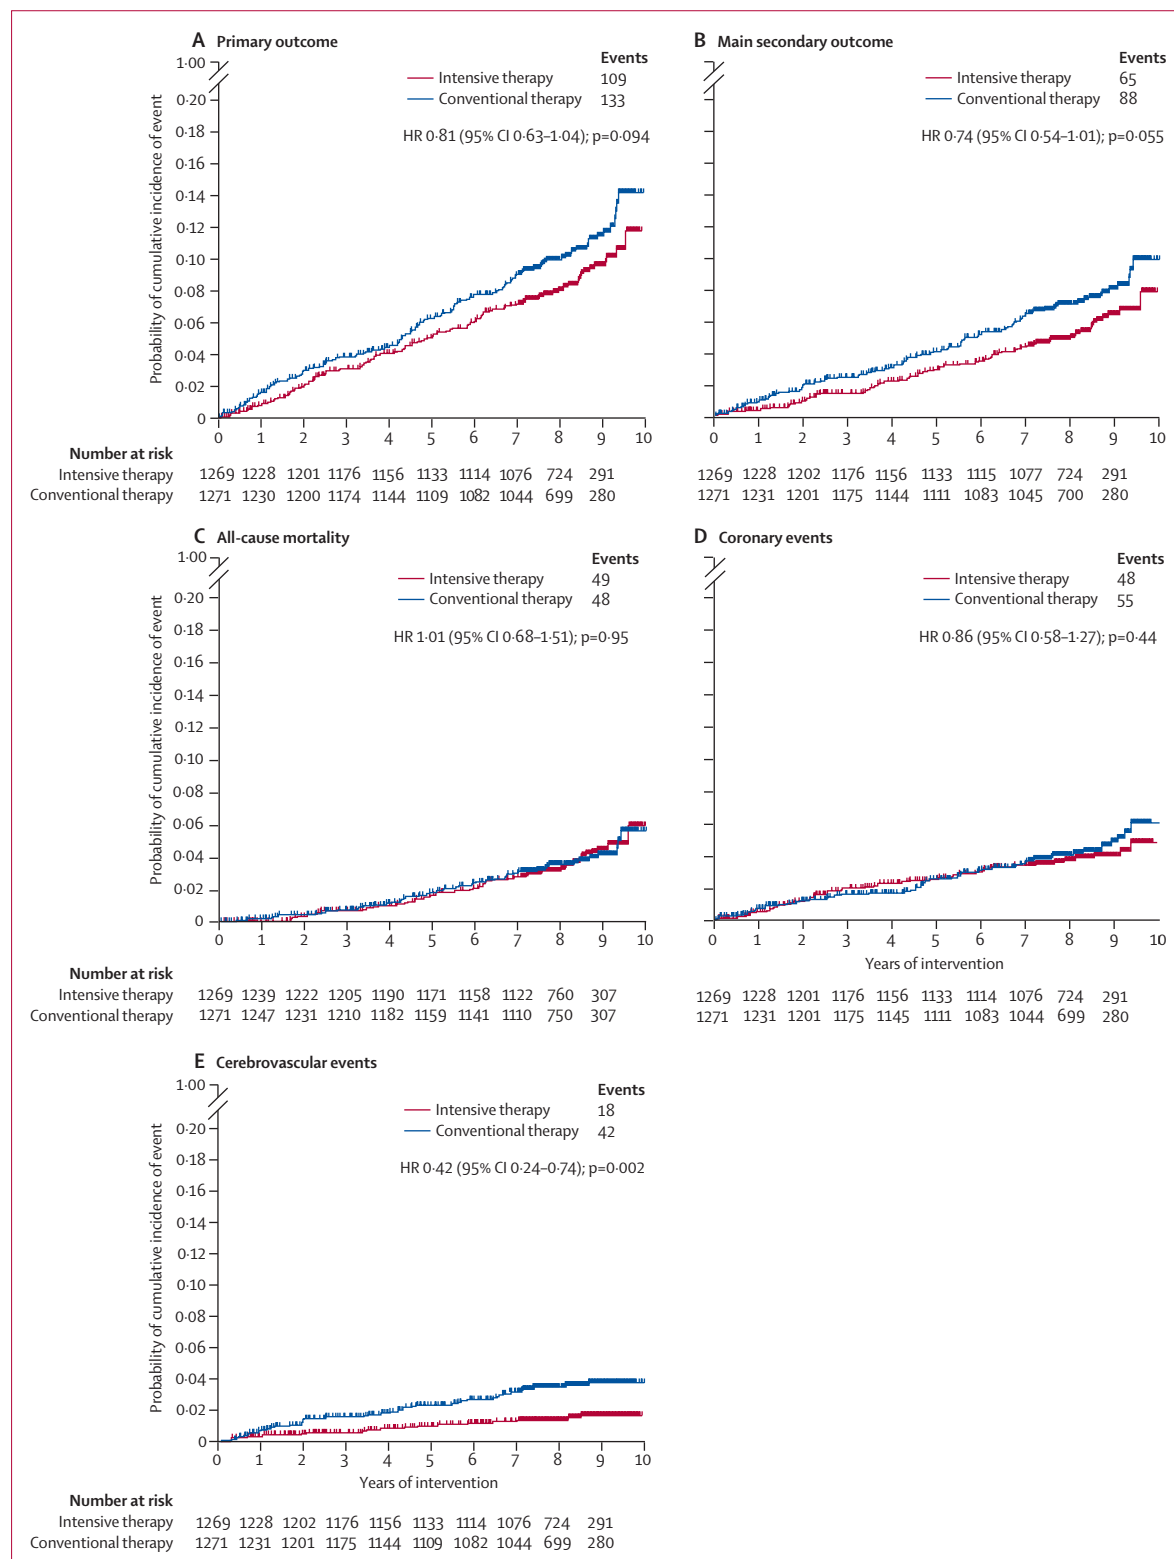 A Primary outcome
Events
Intensive therapy 109
Conventional therapy 133
HR 0·81 (95% CI 0·63–1·04); p=0·094
Probability of cumulative incidence of event
1·00
0·20
0·18
0·16
0·14
0·12
0·10
0·08
0·06
0·04
0·02
0
0 1 2 3 4 5 6 7 8 9 10
Number at risk
Intensive therapy 1269 1228 1201 1176 1156 1133 1114 1076 724 291
Conventional therapy 1271 1230 1200 1174 1144 1109 1082 1044 699 280
B Main secondary outcome
Events
Intensive therapy 65
Conventional therapy 88
HR 0·74 (95% CI 0·54–1·01); p=0·055
0 1 2 3 4 5 6 7 8 9 10
1269 1228 1202 1176 1156 1133 1115 1077 724 291
1271 1231 1201 1175 1144 1111 1083 1045 700 280
C All-cause mortality
Events
Intensive therapy 49
Conventional therapy 48
HR 1·01 (95% CI 0·68–1·51); p=0·95
Probability of cumulative incidence of event
1·00
0·20
0·18
0·16
0·14
0·12
0·10
0·08
0·06
0·04
0·02
0
0 1 2 3 4 5 6 7 8 9 10
Number at risk
Intensive therapy 1269 1239 1222 1205 1190 1171 1158 1122 760 307
Conventional therapy 1271 1247 1231 1210 1182 1159 1141 1110 750 307
D Coronary events
Events
Intensive therapy 48
Conventional therapy 55
HR 0·86 (95% CI 0·58–1·27); p=0·44
0 1 2 3 4 5 6 7 8 9 10
Years of intervention
1269 1228 1201 1176 1156 1133 1114 1076 724 291
1271 1231 1201 1175 1145 1111 1083 1044 699 280
E Cerebrovascular events
Events
Intensive therapy 18
Conventional therapy 42
HR 0·42 (95% CI 0·24–0·74); p=0·002
Probability of cumulative incidence of event
1·00
0·20
0·18
0·16
0·14
0·12
0·10
0·08
0·06
0·04
0·02
0
0 1 2 3 4 5 6 7 8 9 10
Years of intervention
Number at risk
Intensive therapy 1269 1228 1202 1176 1156 1133 1114 1076 724 291
Conventional therapy 1271 1231 1201 1175 1144 1109 1082 1044 699 280